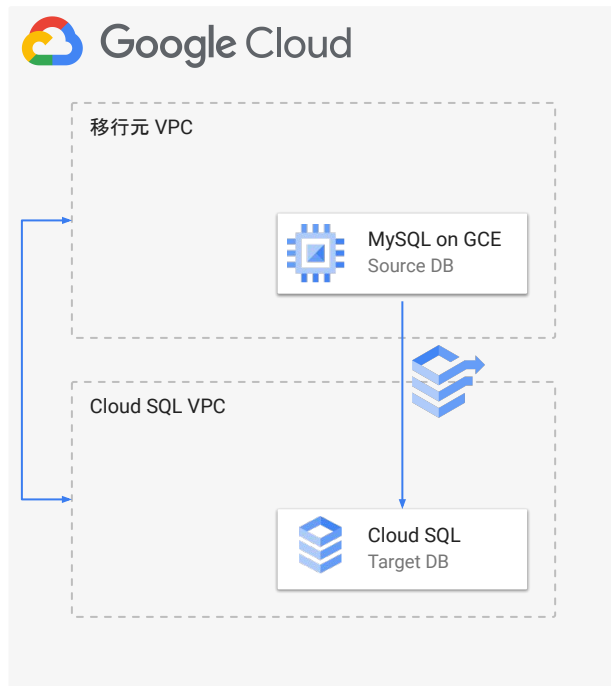 Google Cloud
移行元 VPC
MySQL on GCE
Source DB
Cloud SQL VPC
Cloud SQL
Target DB